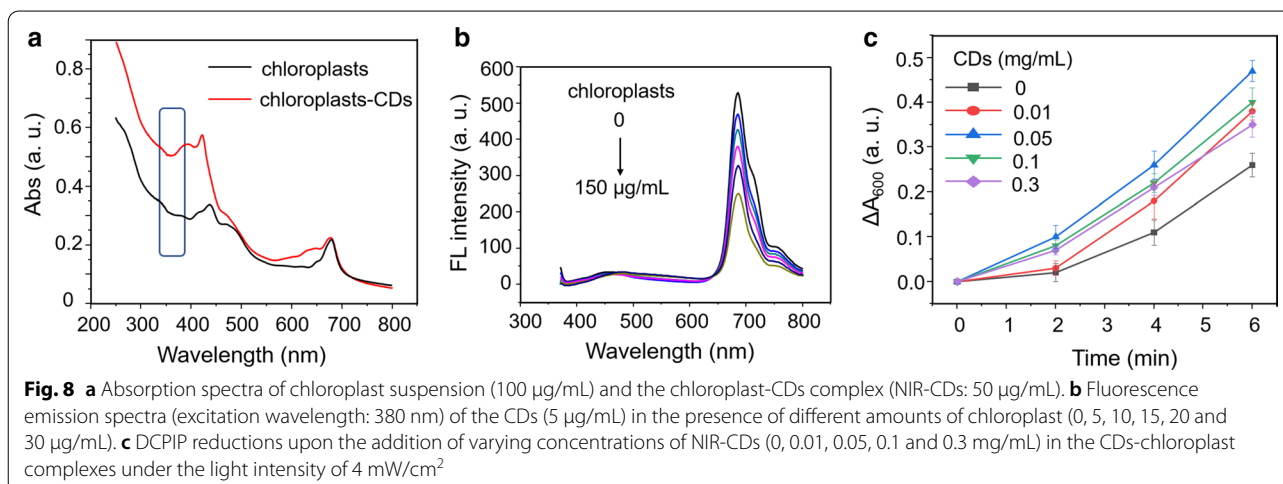 a
0.8
0.6
0.4
0.2
0
Abs (a. u.)
chloroplasts
chloroplasts-CDs
200 300 400 500 600 700 800
Wavelength (nm)
b
600
500
400
300
200
100
0
FL intensity (a. u.)
chloroplasts
0
150 μg/mL
300 400 500 600 700 800
Wavelength (nm)
c
0.5
0.4
0.3
0.2
0.1
0.0
ΔA600 (a. u.)
CDs (mg/mL)
0
0.01
0.05
0.1
0.3
0 1 2 3 4 5 6
Time (min)
Fig. 8 a Absorption spectra of chloroplast suspension (100 μg/mL) and the chloroplast-CDs complex (NIR-CDs: 50 μg/mL). b Fluorescence
emission spectra (excitation wavelength: 380 nm) of the CDs (5 μg/mL) in the presence of different amounts of chloroplast (0, 5, 10, 15, 20 and
30 μg/mL). c DCPIP reductions upon the addition of varying concentrations of NIR-CDs (0, 0.01, 0.05, 0.1 and 0.3 mg/mL) in the CDs-chloroplast
complexes under the light intensity of 4 mW/cm²